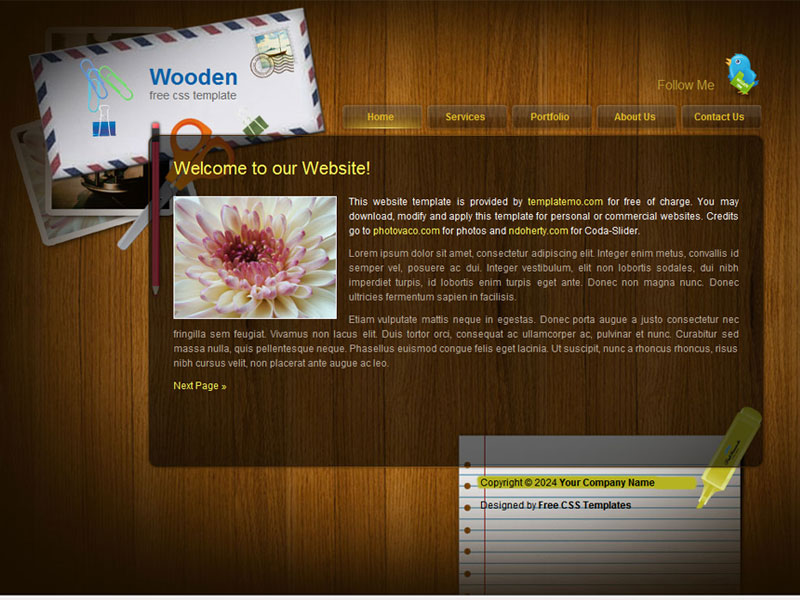 Wooden
free css template
Follow Me
Home Services Portfolio About Us Contact Us
Welcome to our Website!
This website template is provided by templatemo.com for free of charge. You may
download, modify and apply this template for personal or commercial websites. Credits
go to photovaco.com for photos and ndoherty.com for Coda-Slider.
Lorem ipsum dolor sit amet, consectetur adipiscing elit. Integer enim metus, convallis id
semper vel, posuere ac dui. Integer vestibulum, elit non lobortis sodales, dui nibh
imperdiet turpis, id lobortis enim turpis eget ante. Donec non magna nunc. Donec
ultricies fermentum sapien in facilisis.
Etiam vulputate mattis neque in egestas. Donec porta augue a justo consectetur nec
fringilla sem feugiat. Vivamus non lacus elit. Duis tortor orci, consequat ac ullamcorper ac, pulvinar et nunc. Curabitur sed
massa nulla, quis pellentesque neque. Phasellus euismod congue felis eget lacinia. Ut suscipit, nunc a rhoncus rhoncus, risus
nibh cursus velit, non placerat ante augue ac leo.
Next Page »
Copyright © 2024 Your Company Name
Designed by Free CSS Templates